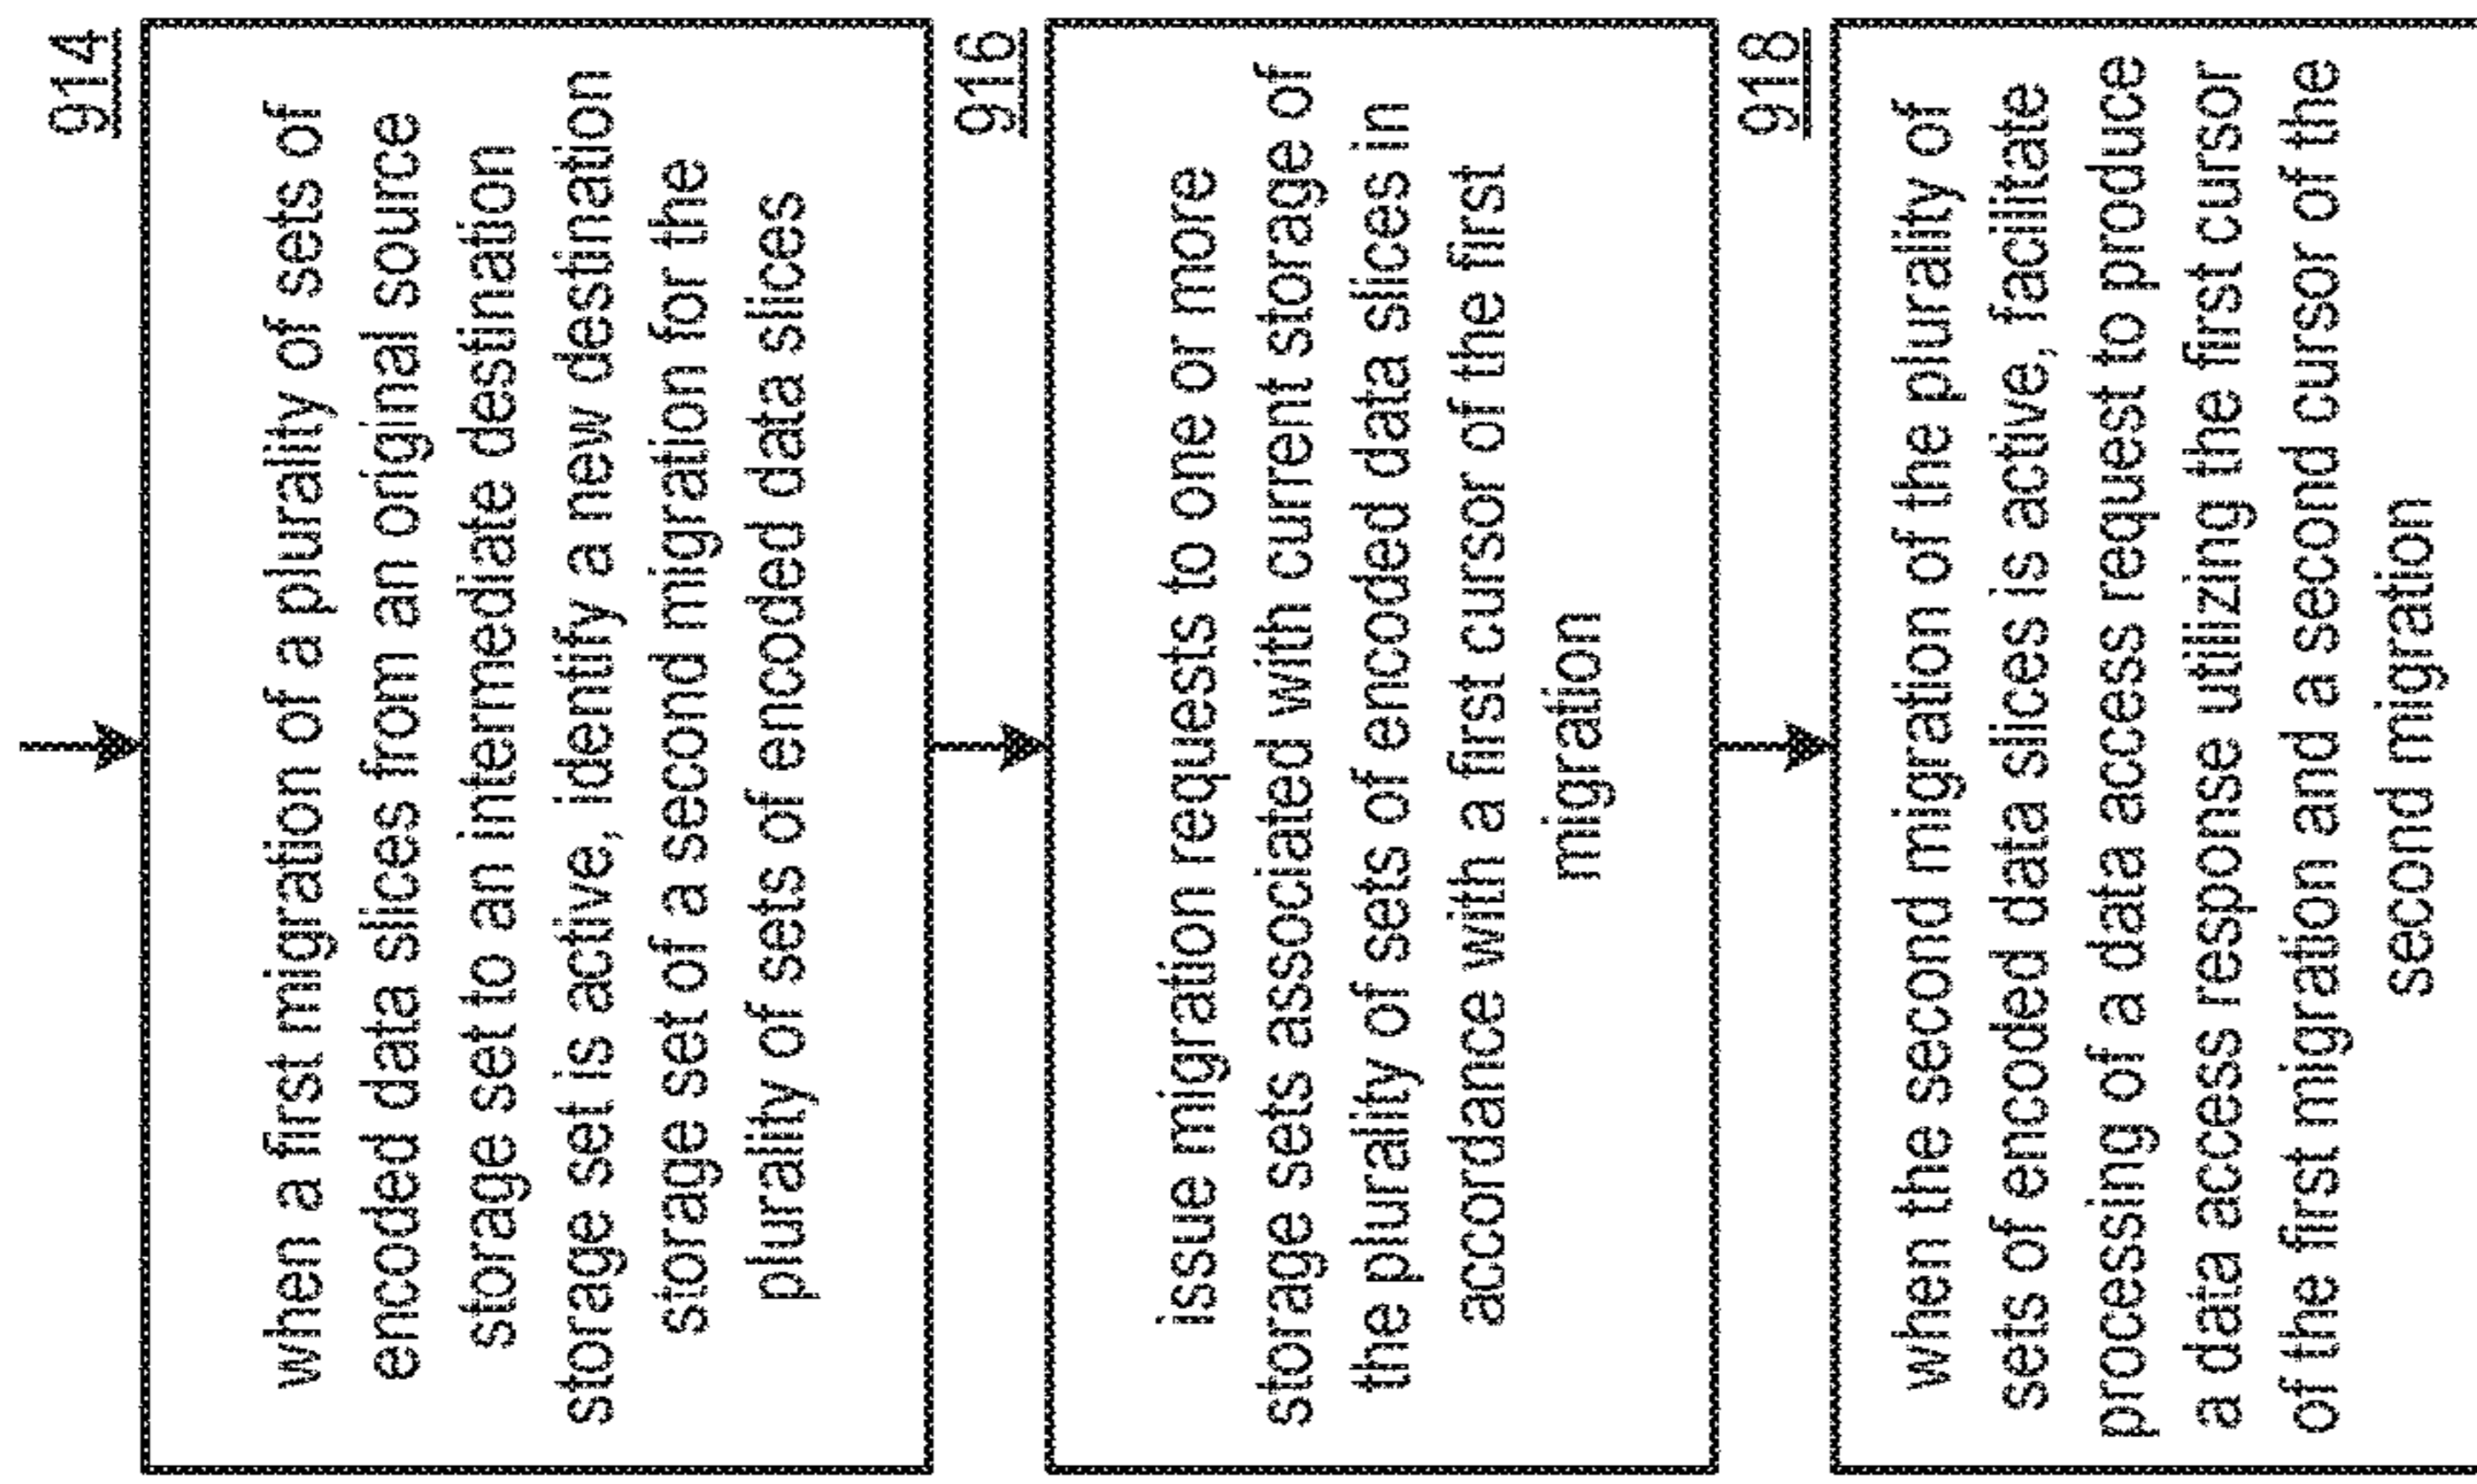 914
when a first migration of a plurality of sets of
encoded data slices from an original source
storage set to an intermediate destination
storage set is active, identify a new destination
storage set of a second migration for the
plurality of sets of encoded data slices
916
issue migration requests to one or more
storage sets associated with current storage of
the plurality of sets of encoded data slices in
accordance with a first cursor of the first
migration
918
when the second migration of the plurality of
sets of encoded data slices is active, facilitate
processing of a data access request to produce
a data access response utilizing the first cursor
of the first migration and a second cursor of the
second migration